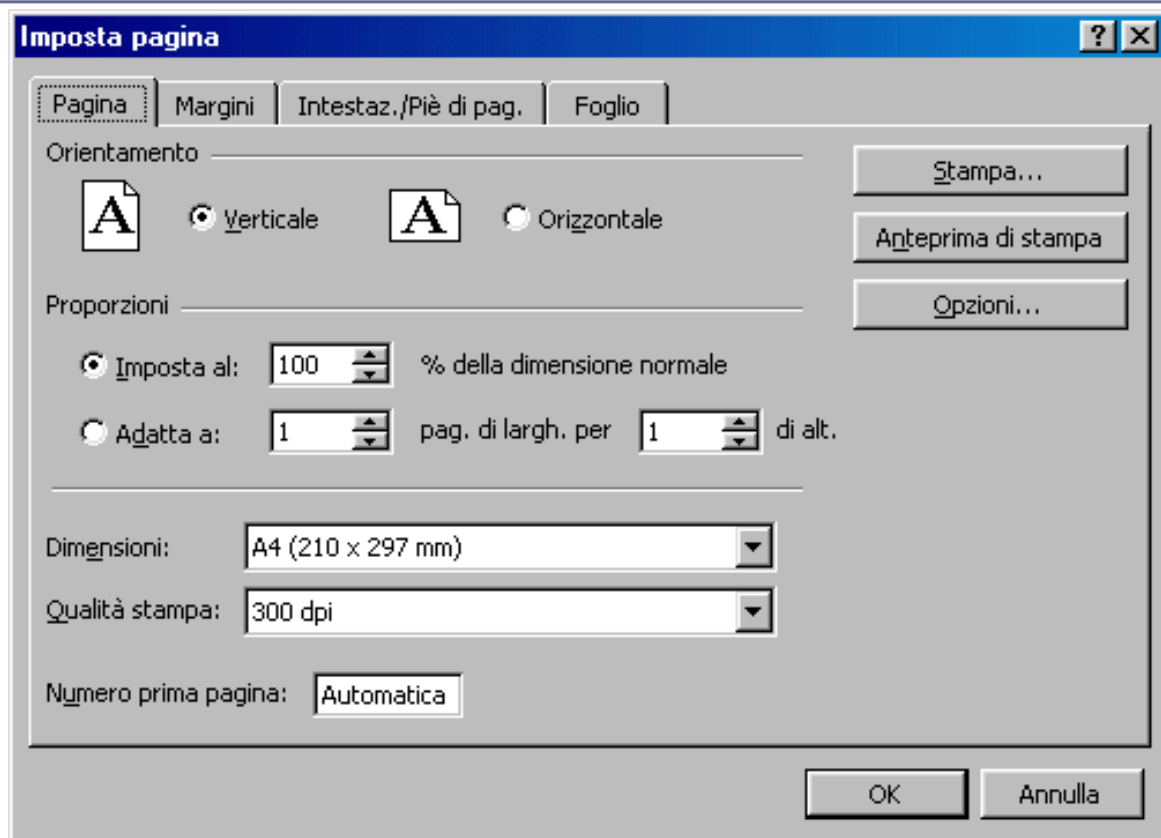 Imposta pagina
Pagina Margini Intestaz./Piè di pag. Foglio
Orientamento
A Verticale A Orizzontale
Stampa...
Anteprima di stampa
Opzioni...
Proporzioni
Imposta al: 100 % della dimensione normale
Adatta a: 1 pag. di largh. per 1 di alt.
Dimensioni: A4 (210 x 297 mm)
Qualità stampa: 300 dpi
Numero prima pagina: Automatica
OK Annulla